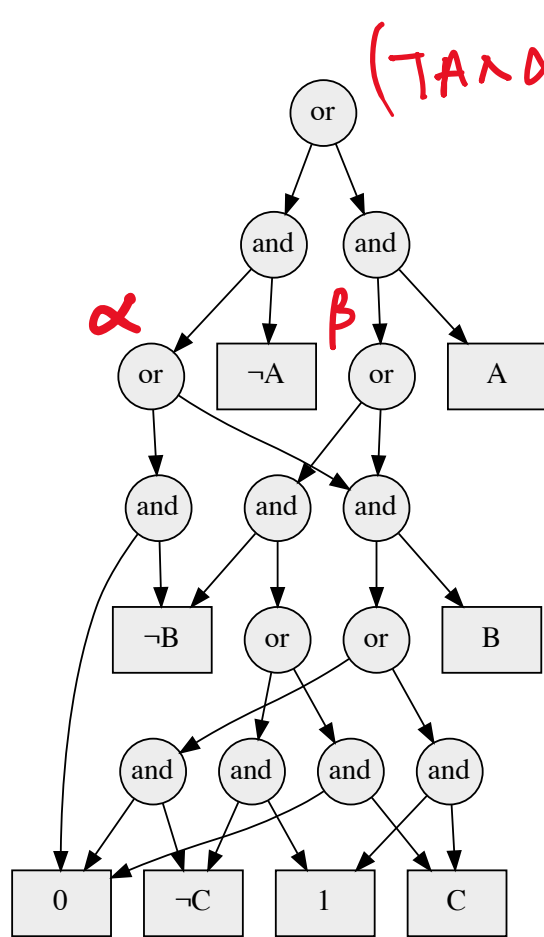 (¬A∧
or
and and
α β
or ¬A or A
and and and
¬B or or B
and and and and
0 ¬C 1 C